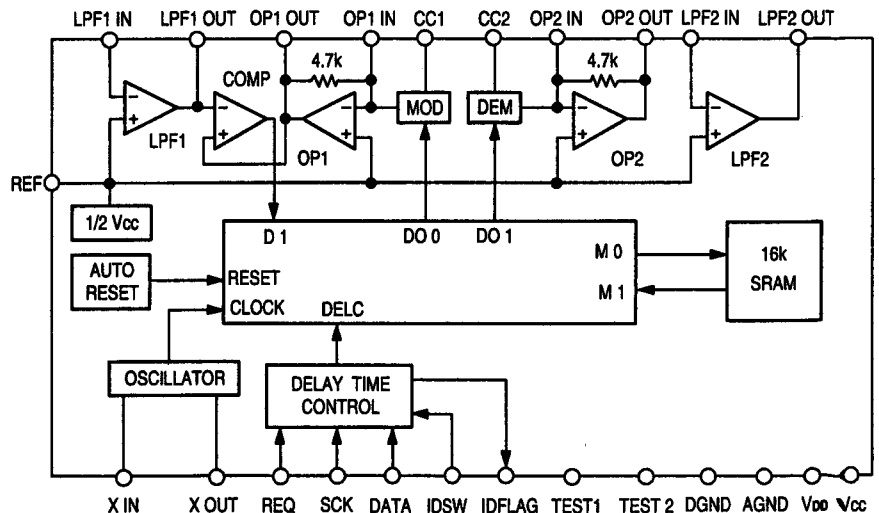 LPF1 IN LPF1 OUT OP1 OUT OP1 IN CC1 CC2 OP2 IN OP2 OUT LPF2 IN LPF2 OUT
4.7k 4.7k
COMP
MOD DEM
LPF1 OP1 OP2 LPF2
REF
1/2 Vcc
D 1 DO 0 DO 1
M 0
16k
SRAM
AUTO
RESET
RESET
M 1
CLOCK DELC
OSCILLATOR
DELAY TIME
CONTROL
X IN X OUT REQ SCK DATA IDSW IDFLAG TEST1 TEST 2 DGND AGND VDD Vcc